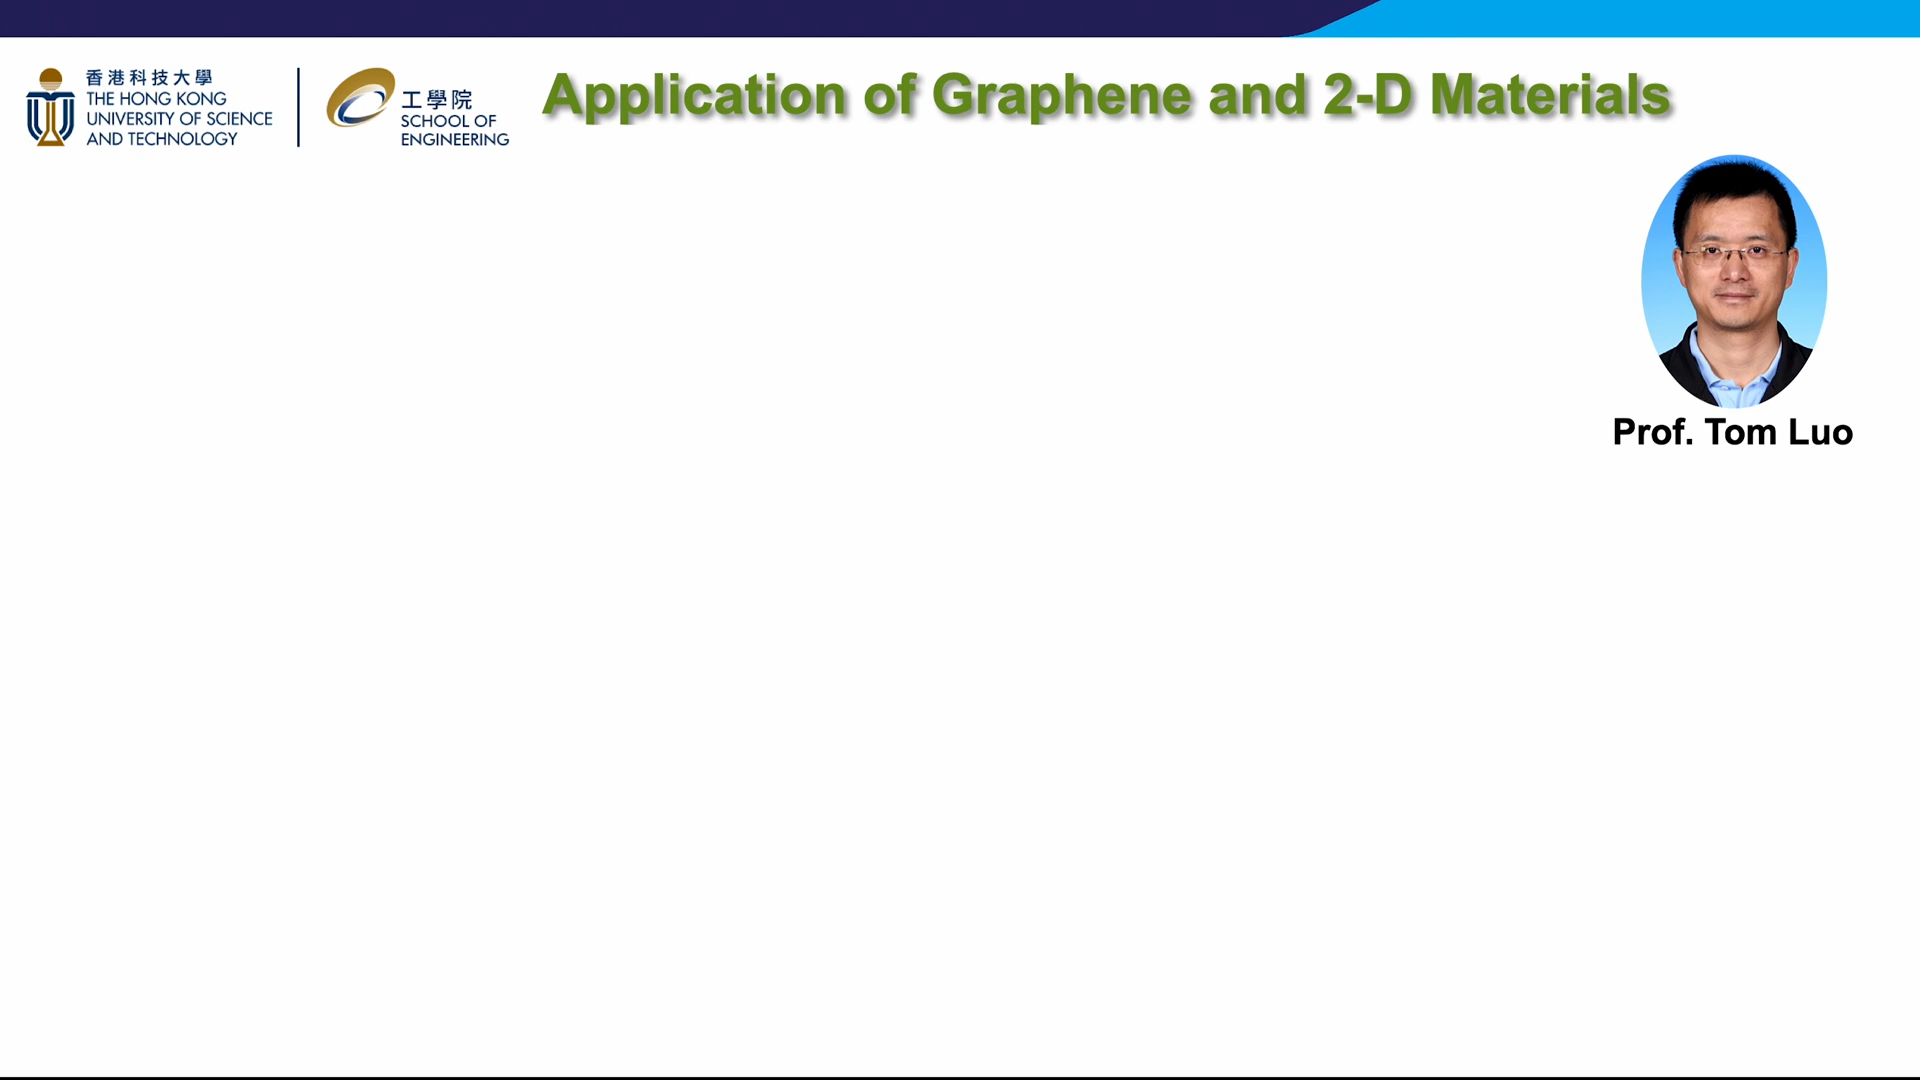 香港科技大學
THE HONG KONG
UNIVERSITY OF SCIENCE
AND TECHNOLOGY
工學院
SCHOOL OF
ENGINEERING
Application of Graphene and 2-D Materials
Prof. Tom Luo